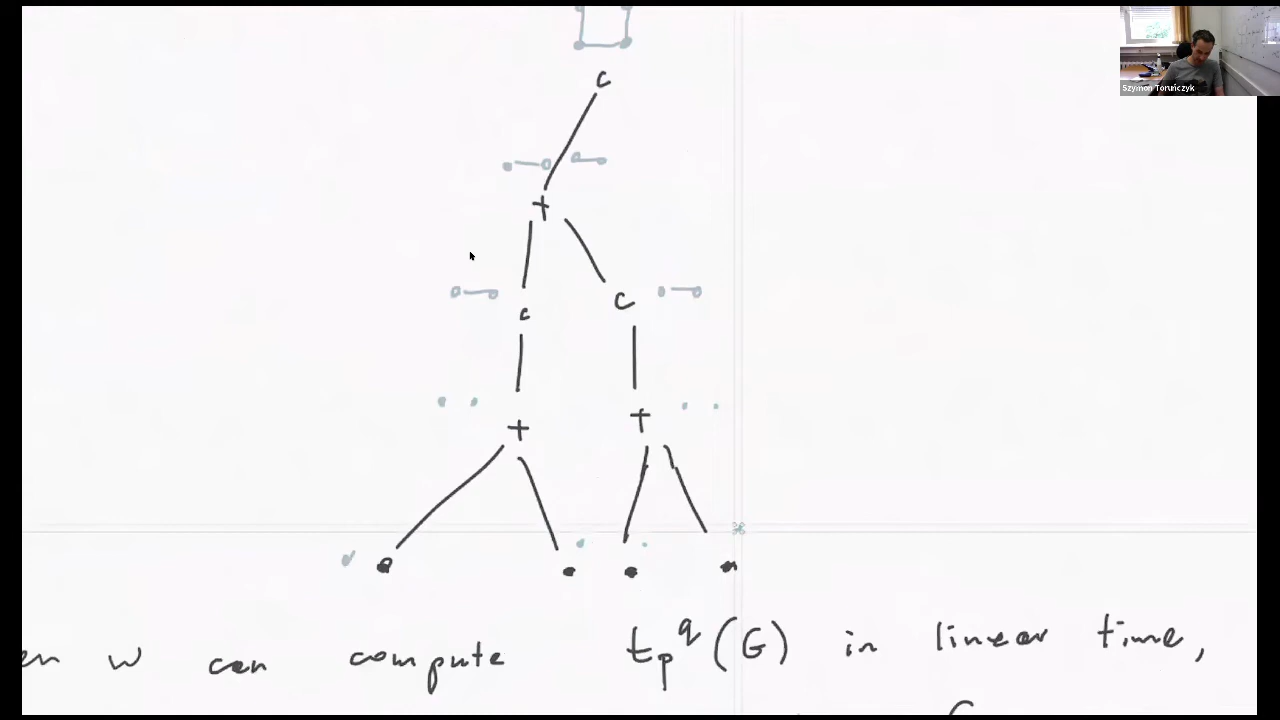 c
Szymon Toruńczyk
+
c c
+ +
en w can compute tp^q (G) in linear time,